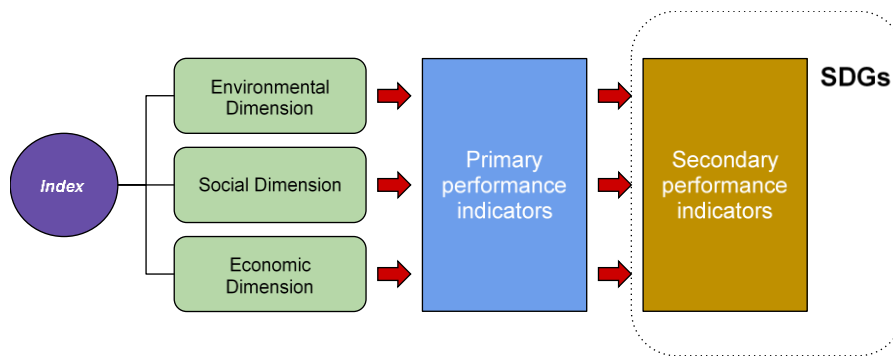 Index
Environmental
Dimension
Social Dimension
Economic
Dimension
Primary
performance
indicators
Secondary
performance
indicators
SDGs